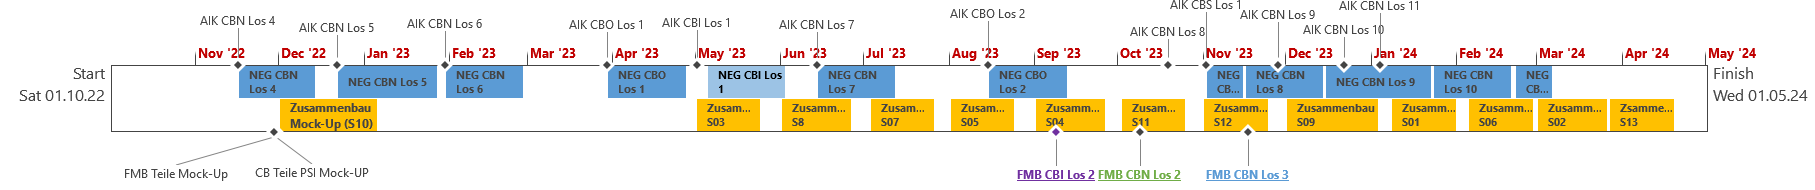 AIK CBN Los 4
AIK CBN Los 5
AIK CBN Los 6
AIK CBO Los 1
AIK CBI Los 1
AIK CBN Los 7
AIK CBO Los 2
AIK CBN Los 8
AIK CBS Los 1
AIK CBN Los 9
AIK CBN Los 10
AIK CBN Los 11
Nov '22
Dec '22
Jan '23
Feb '23
Mar '23
Apr '23
May '23
Jun '23
Jul '23
Aug '23
Sep '23
Oct '23
Nov '23
Dec '23
Jan '24
Feb '24
Mar '24
Apr '24
May '24
Start
Sat 01.10.22
NEG CBN
Los 4
NEG CBN Los 5
NEG CBN
Los 6
NEG CBO
Los 1
NEG CBI Los
1
NEG CBN
Los 7
NEG CBO
Los 2
NEG
CB...
NEG CBN
Los 8
NEG CBN Los 9
NEG CBN
Los 10
NEG
CB...
Finish
Wed 01.05.24
Zusammenbau
Mock-Up (S10)
Zusam...
S03
Zusamm...
S8
Zusam...
S07
Zusam...
S05
Zusam...
S04
Zusam...
S11
Zusamm...
S12
Zusammenbau
S09
Zusam...
S01
Zusamm...
S06
Zusamm...
S02
Zsamme...
S13
FMB Teile Mock-Up
CB Teile PSI Mock-UP
FMB CBI Los 2
FMB CBN Los 2
FMB CBN Los 3